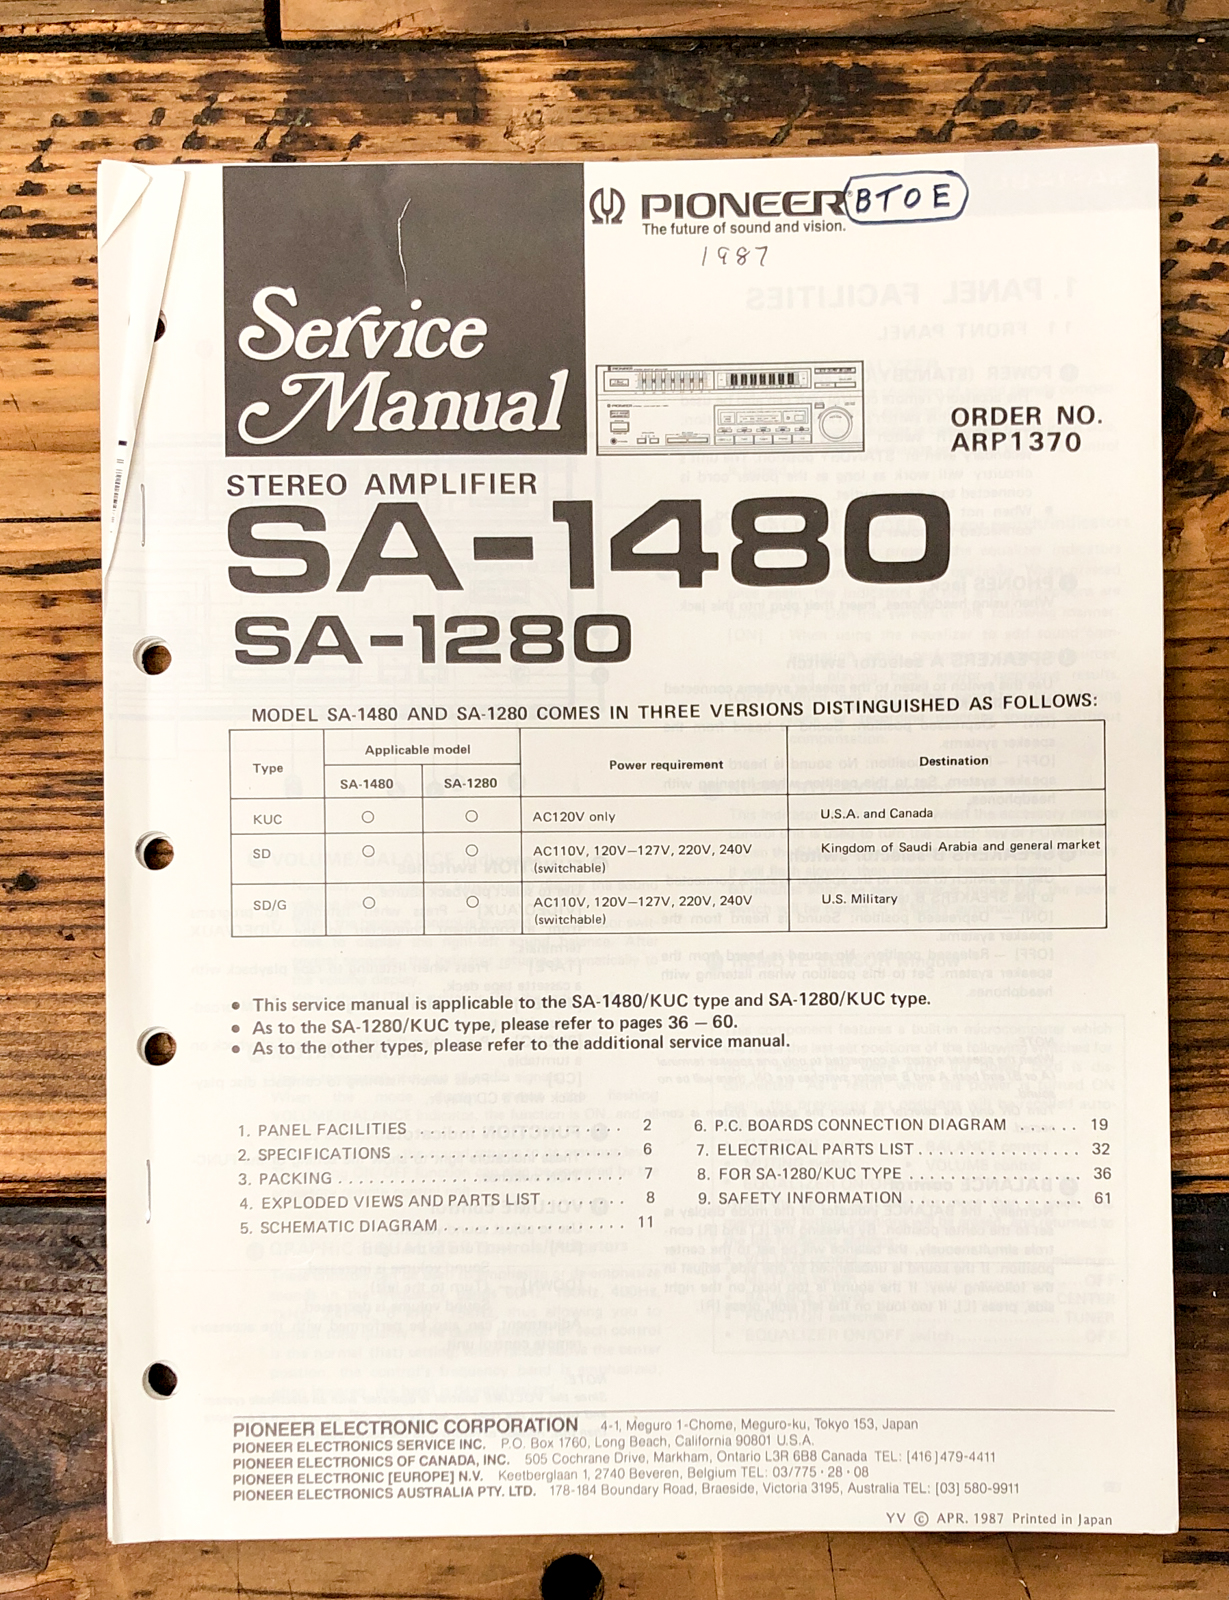 Service
Manual
PIONEER
The future of sound and vision.
BTOE
1987
ORDER NO.
ARP1370
STEREO AMPLIFIER
SA-1480
SA-1280
MODEL SA-1480 AND SA-1280 COMES IN THREE VERSIONS DISTINGUISHED AS FOLLOWS:
Type Applicable model Power requirement Destination
SA-1480 SA-1280
KUC ○ ○ AC120V only U.S.A. and Canada
SD ○ ○ AC110V, 120V—127V, 220V, 240V Kingdom of Saudi Arabia and general market
(switchable)
SD/G ○ ○ AC110V, 120V—127V, 220V, 240V U.S. Military
(switchable)
● This service manual is applicable to the SA-1480/KUC type and SA-1280/KUC type.
● As to the SA-1280/KUC type, please refer to pages 36 — 60.
● As to the other types, please refer to the additional service manual.
1. PANEL FACILITIES . . . . . . . . . . . . . . . . . . . . 2
2. SPECIFICATIONS . . . . . . . . . . . . . . . . . . . . . . 6
3. PACKING . . . . . . . . . . . . . . . . . . . . . . . . . . . . 7
4. EXPLODED VIEWS AND PARTS LIST . . . . . . . . 8
5. SCHEMATIC DIAGRAM . . . . . . . . . . . . . . . . . . 11
6. P.C. BOARDS CONNECTION DIAGRAM . . . . . . 19
7. ELECTRICAL PARTS LIST . . . . . . . . . . . . . . . . 32
8. FOR SA-1280/KUC TYPE . . . . . . . . . . . . . . . . . 36
9. SAFETY INFORMATION . . . . . . . . . . . . . . . . . 61
PIONEER ELECTRONIC CORPORATION 4-1, Meguro 1-Chome, Meguro-ku, Tokyo 153, Japan
PIONEER ELECTRONICS SERVICE INC. P.O. Box 1760, Long Beach, California 90801 U.S.A.
PIONEER ELECTRONICS OF CANADA, INC. 505 Cochrane Drive, Markham, Ontario L3R 6B8 Canada TEL: [416]479-4411
PIONEER ELECTRONIC [EUROPE] N.V. Keetberglaan 1, 2740 Beveren, Belgium TEL: 03/775·28·08
PIONEER ELECTRONICS AUSTRALIA PTY. LTD. 178-184 Boundary Road, Braeside, Victoria 3195, Australia TEL: [03] 580-9911
YV © APR. 1987 Printed in Japan